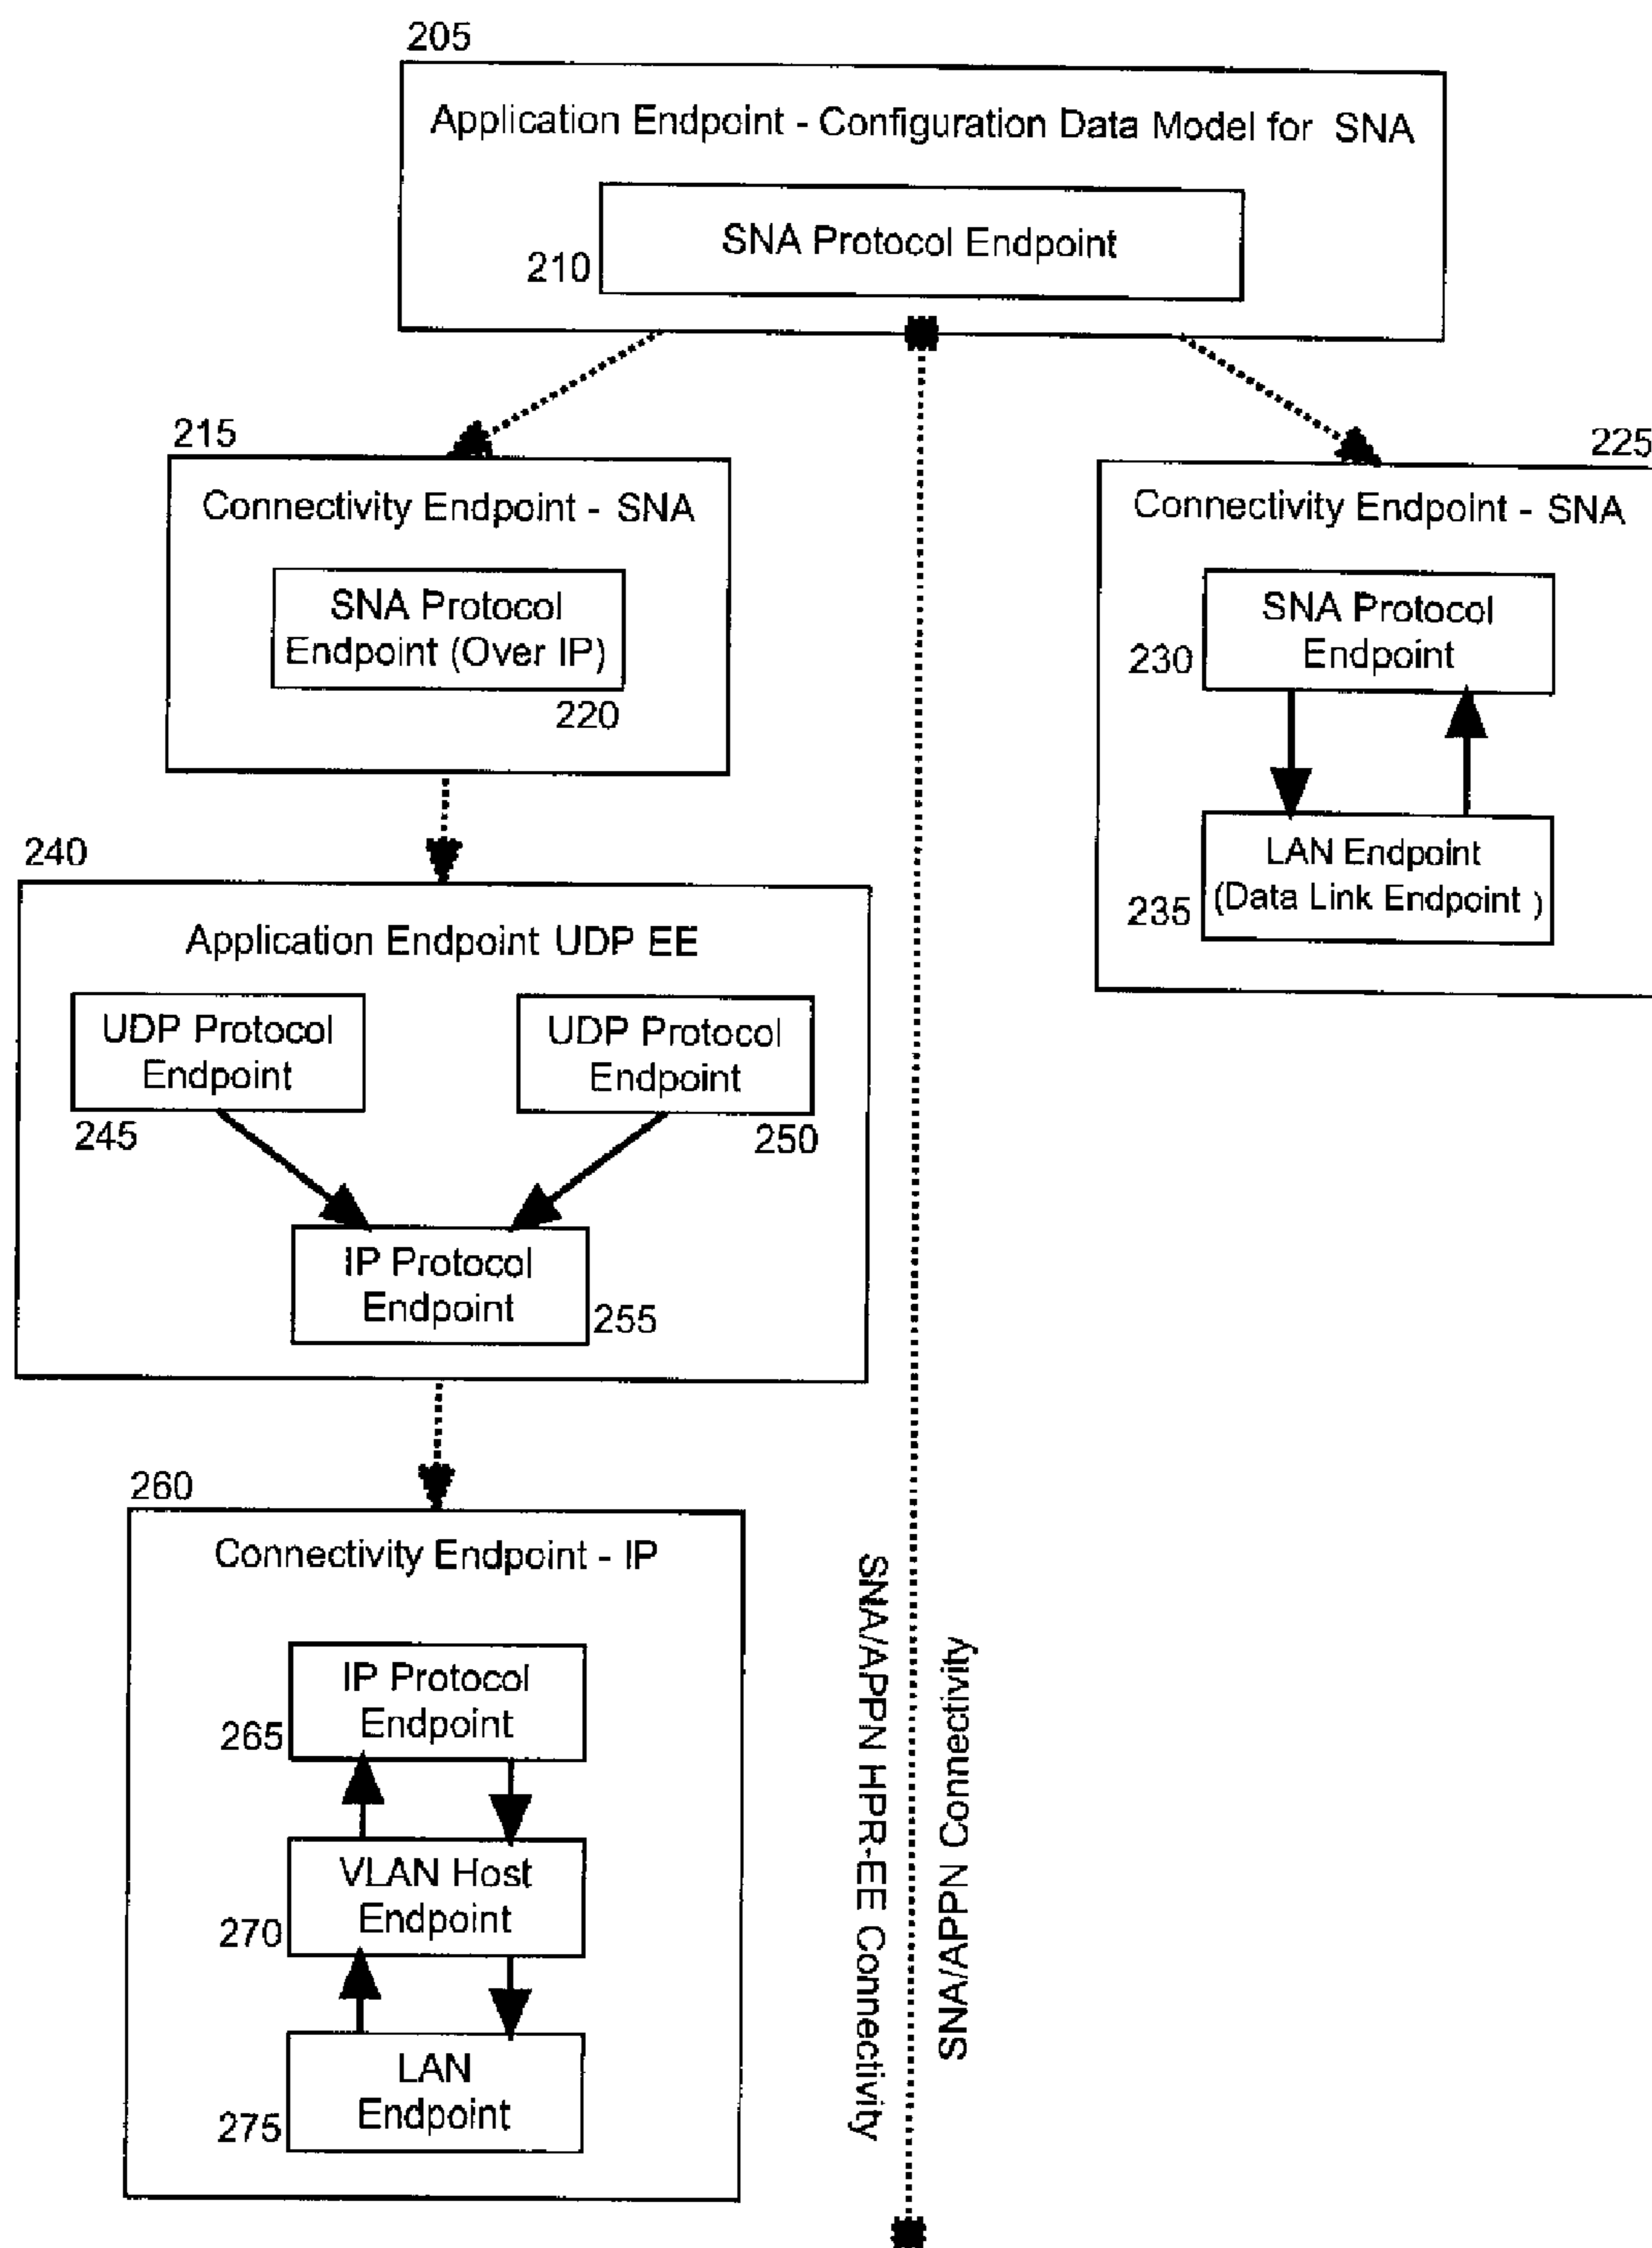 205
Application Endpoint - Configuration Data Model for SNA
SNA Protocol Endpoint
210
215
Connectivity Endpoint - SNA
SNA Protocol
Endpoint (Over IP)
220
225
Connectivity Endpoint - SNA
SNA Protocol
Endpoint
230
LAN Endpoint
(Data Link Endpoint )
235
240
Application Endpoint UDP EE
UDP Protocol
Endpoint
245
UDP Protocol
Endpoint
250
IP Protocol
Endpoint
255
260
Connectivity Endpoint - IP
IP Protocol
Endpoint
265
VLAN Host
Endpoint
270
LAN
Endpoint
275
SNA/APPN HPR-EE Connectivity
SNA/APPN Connectivity